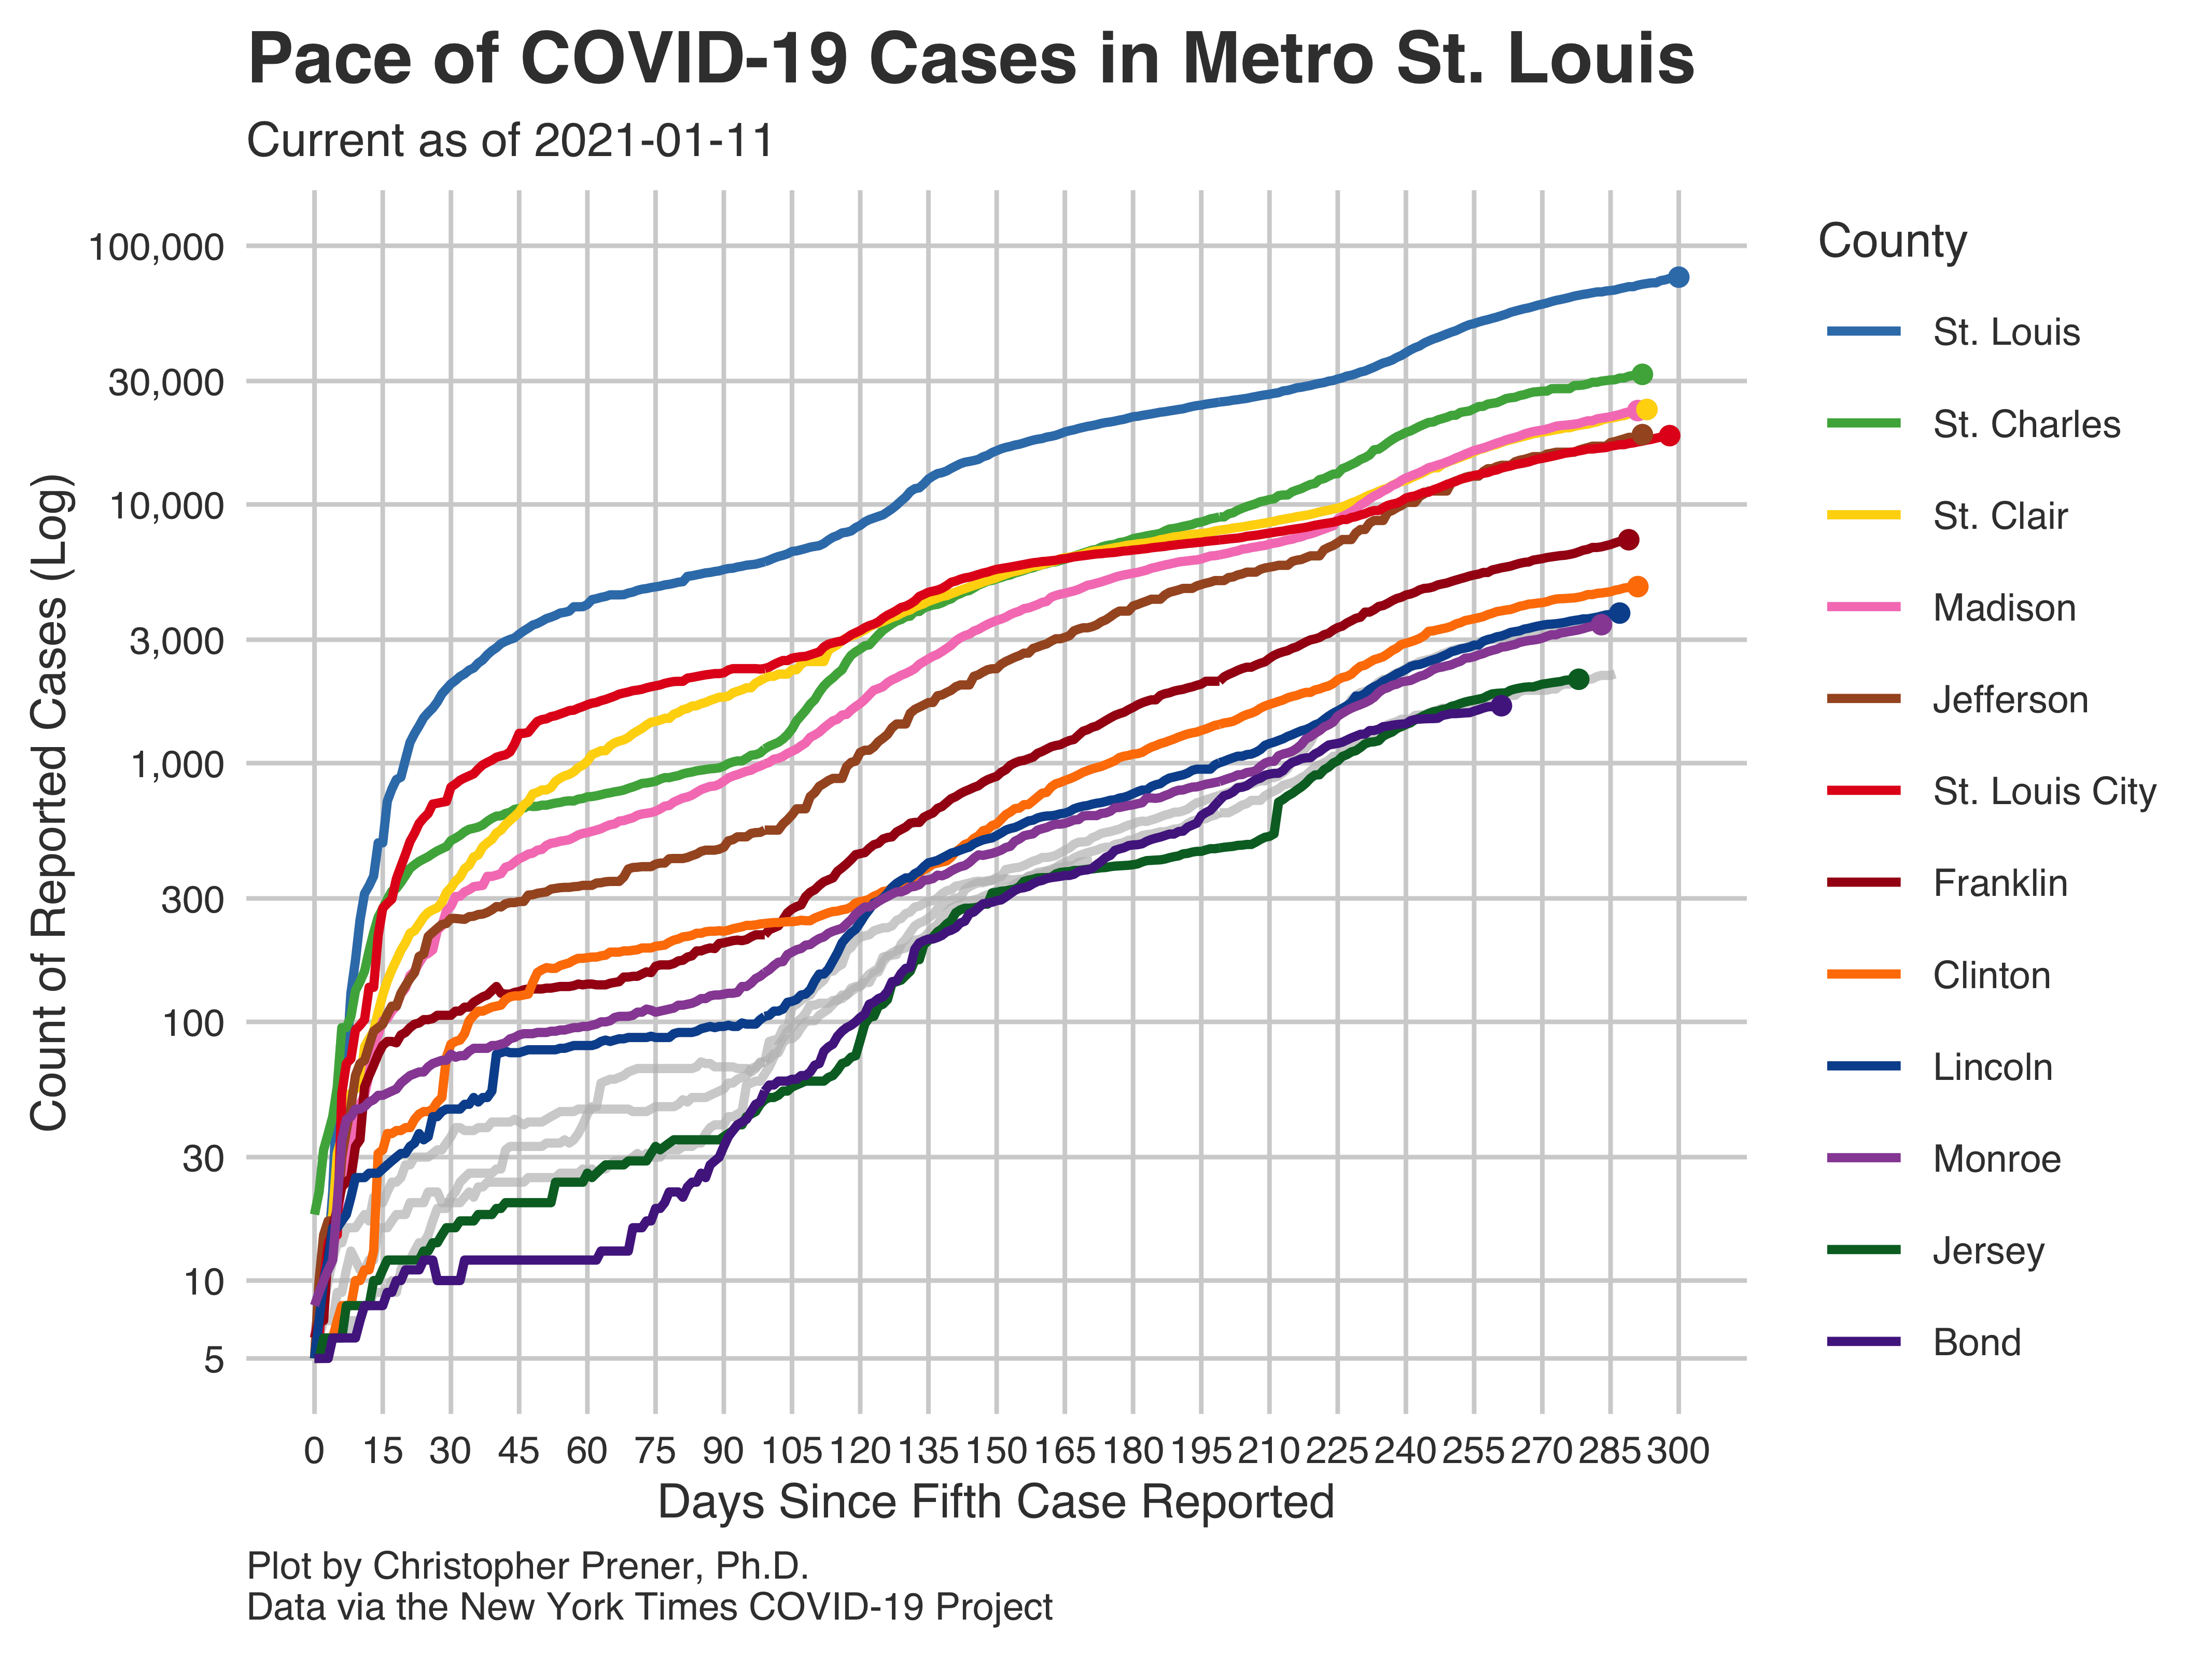 Pace of COVID-19 Cases in Metro St. Louis
Current as of 2021-01-11
Count of Reported Cases (Log)
100,000
30,000
10,000
3,000
1,000
300
100
30
10
5
0 15 30 45 60 75 90 105 120 135 150 165 180 195 210 225 240 255 270 285 300
Days Since Fifth Case Reported
County
St. Louis
St. Charles
St. Clair
Madison
Jefferson
St. Louis City
Franklin
Clinton
Lincoln
Monroe
Jersey
Bond
Plot by Christopher Prener, Ph.D.
Data via the New York Times COVID-19 Project